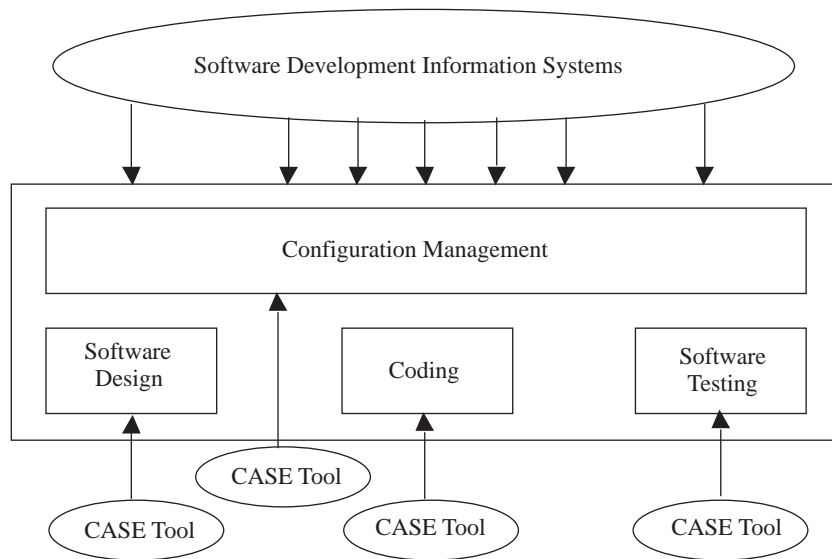 Software Development Information Systems
Configuration Management
Software
Design
Coding
Software
Testing
CASE Tool
CASE Tool
CASE Tool
CASE Tool